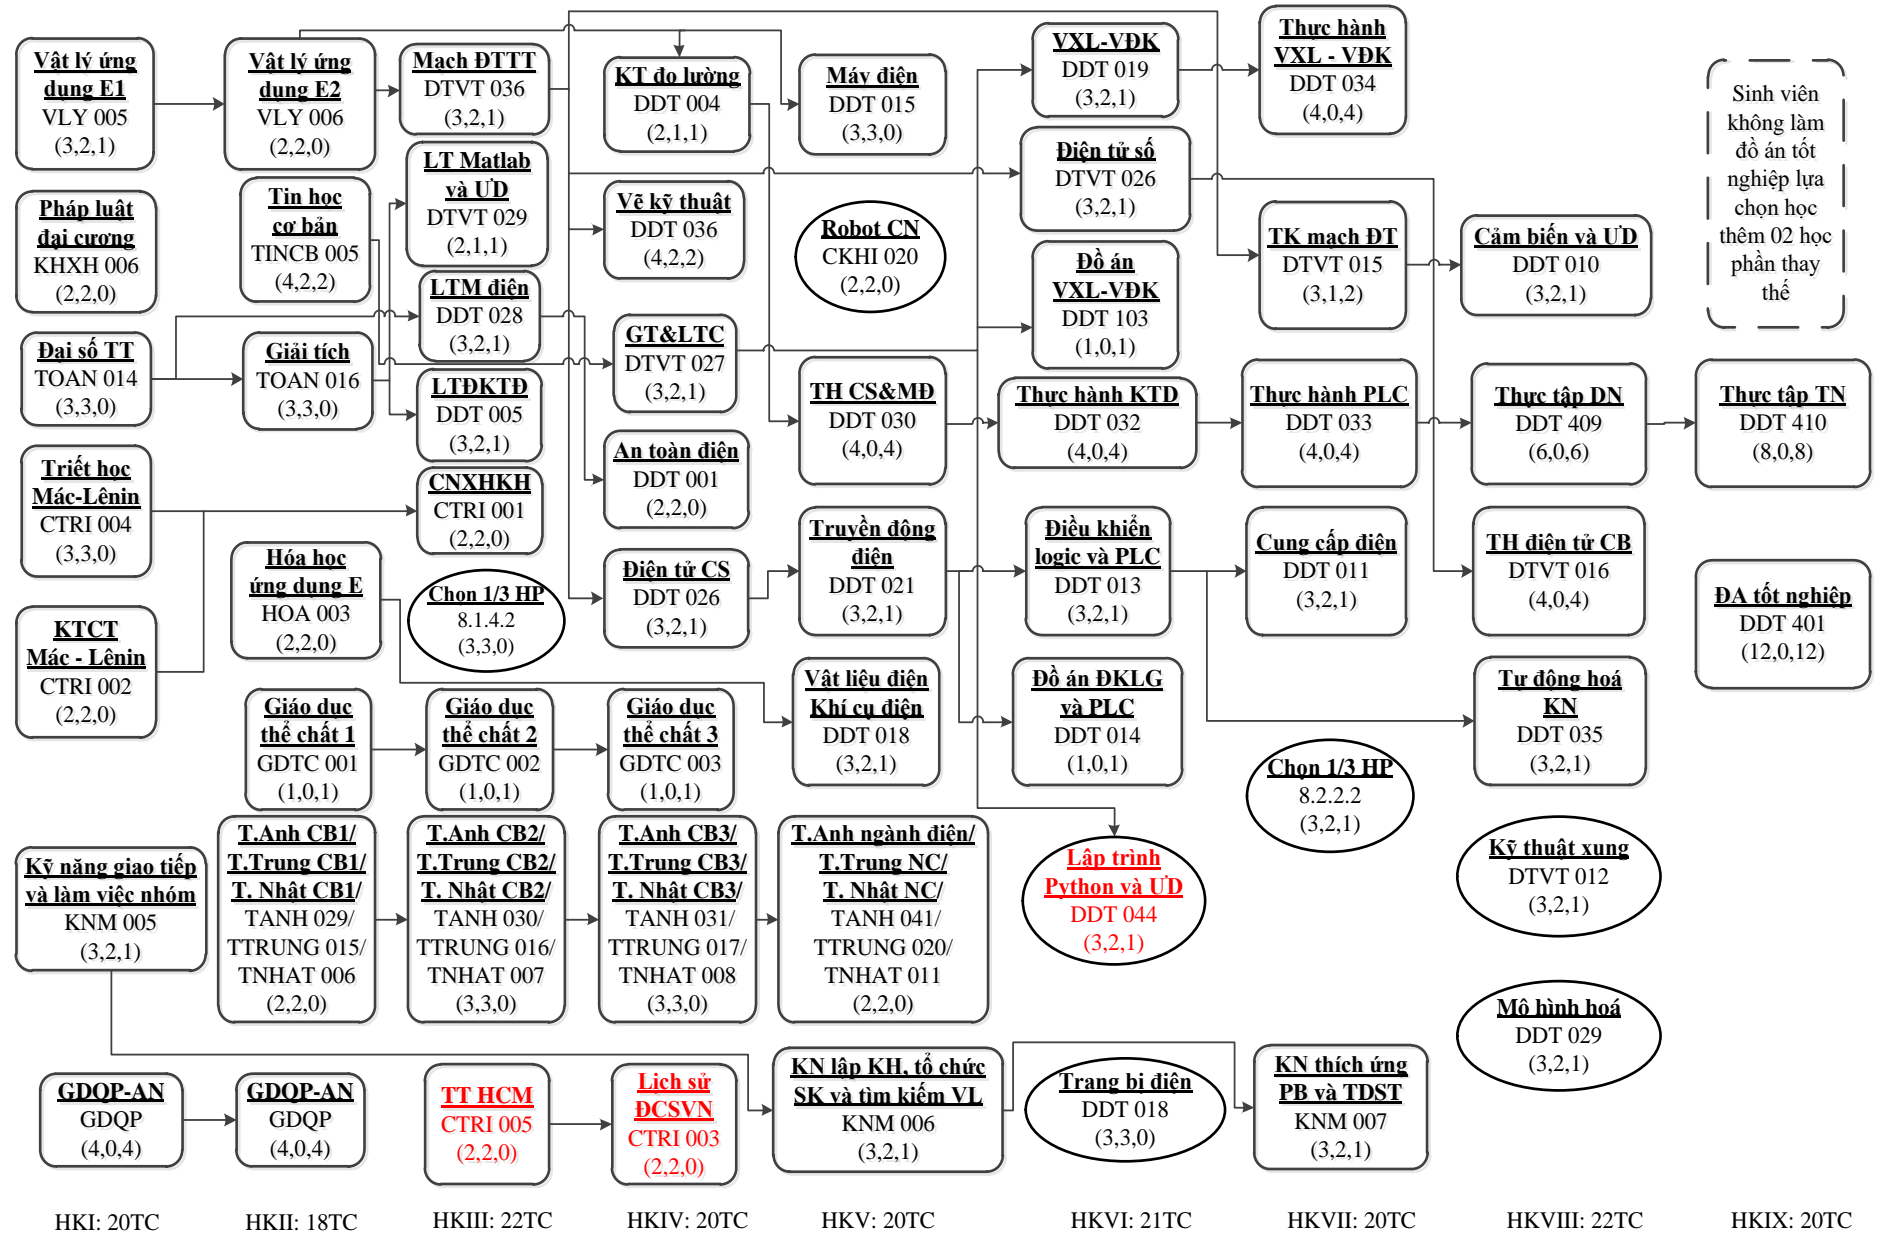 Vật lý ứng
dụng E1
VLY 005
(3,2,1)
Pháp luật
đại cương
KHXH 006
(2,2,0)
Đại số TT
TOAN 014
(3,3,0)
Triết học
Mác-Lênin
CTRI 004
(3,3,0)
KTCT
Mác - Lênin
CTRI 002
(2,2,0)
Kỹ năng giao tiếp
và làm việc nhóm
KNM 005
(3,2,1)
GDQP-AN
GDQP
(4,0,4)
HKI: 20TC
Vật lý ứng
dụng E2
VLY 006
(2,2,0)
Tin học
cơ bản
TINCB 005
(4,2,2)
Giải tích
TOAN 016
(3,3,0)
Hóa học
ứng dụng E
HOA 003
(2,2,0)
Giáo dục
thể chất 1
GDTC 001
(1,0,1)
T.Anh CB1/
T.Trung CB1/
T. Nhật CB1/
TANH 029/
TTRUNG 015/
TNHAT 006
(2,2,0)
GDQP-AN
GDQP
(4,0,4)
HKII: 18TC
Mạch ĐTTT
DTVT 036
(3,2,1)
LT Matlab
và ƯD
DTVT 029
(2,1,1)
LTM điện
DDT 028
(3,2,1)
LTĐKTĐ
DDT 005
(3,2,1)
CNXHKH
CTRI 001
(2,2,0)
Chọn 1/3 HP
8.1.4.2
(3,3,0)
Giáo dục
thể chất 2
GDTC 002
(1,0,1)
T.Anh CB2/
T.Trung CB2/
T. Nhật CB2/
TANH 030/
TTRUNG 016/
TNHAT 007
(3,3,0)
TT HCM
CTRI 005
(2,2,0)
HKIII: 22TC
KT đo lường
DDT 004
(2,1,1)
Vẽ kỹ thuật
DDT 036
(4,2,2)
GT&LTC
DTVT 027
(3,2,1)
An toàn điện
DDT 001
(2,2,0)
Điện tử CS
DDT 026
(3,2,1)
Giáo dục
thể chất 3
GDTC 003
(1,0,1)
T.Anh CB3/
T.Trung CB3/
T. Nhật CB3/
TANH 031/
TTRUNG 017/
TNHAT 008
(3,3,0)
Lịch sử
ĐCSVN
CTRI 003
(2,2,0)
HKIV: 20TC
Máy điện
DDT 015
(3,3,0)
Robot CN
CKHI 020
(2,2,0)
TH CS&MĐ
DDT 030
(4,0,4)
Truyền động
điện
DDT 021
(3,2,1)
Vật liệu điện
Khí cụ điện
DDT 018
(3,2,1)
T.Anh ngành điện/
T.Trung NC/
T. Nhật NC/
TANH 041/
TTRUNG 020/
TNHAT 011
(2,2,0)
KN lập KH, tổ chức
SK và tìm kiếm VL
KNM 006
(3,2,1)
HKV: 20TC
VXL-VĐK
DDT 019
(3,2,1)
Điện tử số
DTVT 026
(3,2,1)
Đồ án
VXL-VĐK
DDT 103
(1,0,1)
Thực hành KTD
DDT 032
(4,0,4)
Điều khiển
logic và PLC
DDT 013
(3,2,1)
Đồ án ĐKLG
và PLC
DDT 014
(1,0,1)
Lập trình
Python và ƯD
DDT 044
(3,2,1)
Trang bị điện
DDT 018
(3,3,0)
HKVI: 21TC
Thực hành
VXL - VĐK
DDT 034
(4,0,4)
TK mạch ĐT
DTVT 015
(3,1,2)
Thực hành PLC
DDT 033
(4,0,4)
Cung cấp điện
DDT 011
(3,2,1)
Chọn 1/3 HP
8.2.2.2
(3,2,1)
KN thích ứng
PB và TDST
KNM 007
(3,2,1)
HKVII: 20TC
Cảm biến và ƯD
DDT 010
(3,2,1)
Thực tập DN
DDT 409
(6,0,6)
TH điện tử CB
DTVT 016
(4,0,4)
Tự động hoá
KN
DDT 035
(3,2,1)
Kỹ thuật xung
DTVT 012
(3,2,1)
Mô hình hoá
DDT 029
(3,2,1)
HKVIII: 22TC
Sinh viên
không làm
đồ án tốt
nghiệp lựa
chọn học
thêm 02 học
phần thay
thế
Thực tập TN
DDT 410
(8,0,8)
ĐA tốt nghiệp
DDT 401
(12,0,12)
HKIX: 20TC